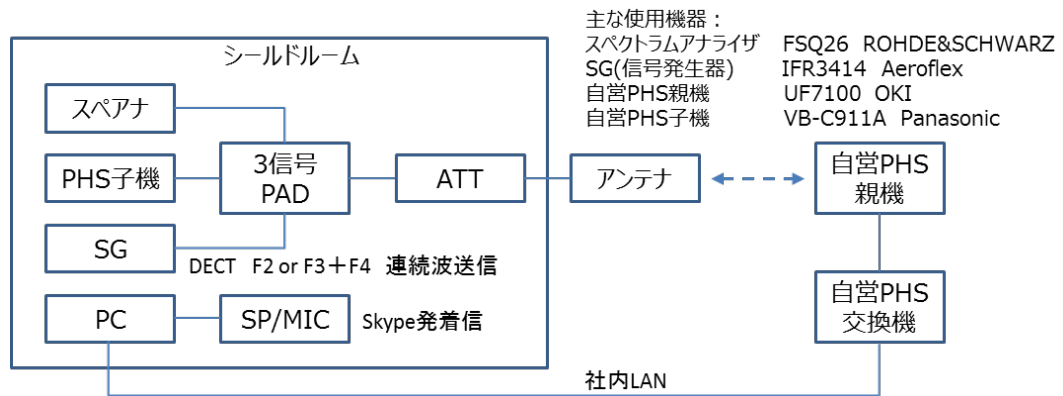 主な使用機器：
スペクトラムアナライザ FSQ26 ROHDE&SCHWARZ
SG(信号発生器) IFR3414 Aeroflex
自営PHS親機 UF7100 OKI
自営PHS子機 VB-C911A Panasonic
シールドルーム
スペアナ
PHS子機
3信号
PAD
ATT
アンテナ
自営PHS
親機
SG
DECT F2 or F3＋F4 連続波送信
PC
SP/MIC
Skype発着信
自営PHS
交換機
社内LAN